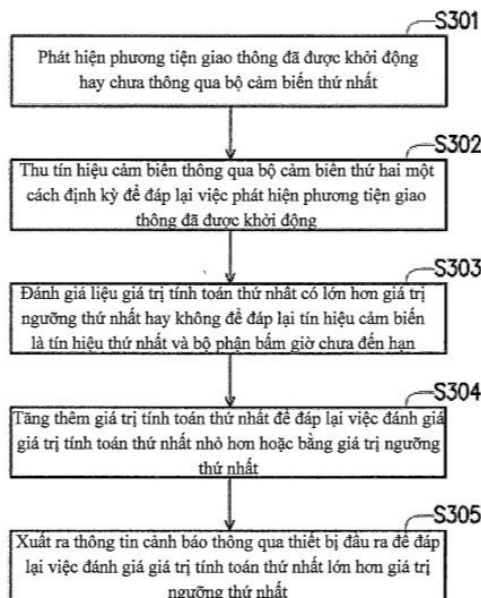 S301
Phát hiện phương tiện giao thông đã được khởi động
hay chưa thông qua bộ cảm biến thứ nhất
S302
Thu tín hiệu cảm biến thông qua bộ cảm biến thứ hai một
cách định kỳ để đáp lại việc phát hiện phương tiện giao
thông đã được khởi động
S303
Đánh giá liệu giá trị tính toán thứ nhất có lớn hơn giá trị
ngưỡng thứ nhất hay không để đáp lại tín hiệu cảm biến
là tín hiệu thứ nhất và bộ phận bấm giờ chưa đến hạn
S304
Tăng thêm giá trị tính toán thứ nhất để đáp lại việc đánh giá
giá trị tính toán thứ nhất nhỏ hơn hoặc bằng giá trị ngưỡng
thứ nhất
S305
Xuất ra thông tin cảnh báo thông qua thiết bị đầu ra để đáp
lại việc đánh giá giá trị tính toán thứ nhất lớn hơn giá trị
ngưỡng thứ nhất